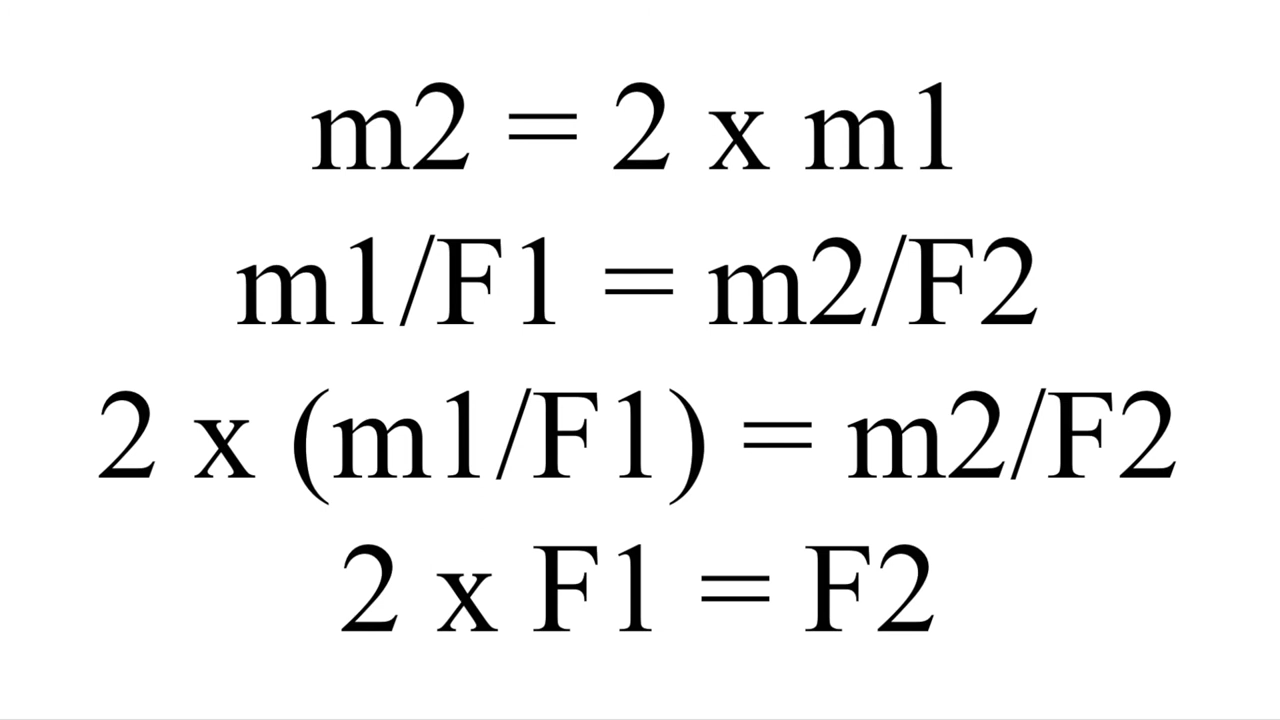 m2 = 2 x m1
m1/F1 = m2/F2
2 x (m1/F1) = m2/F2
2 x F1 = F2